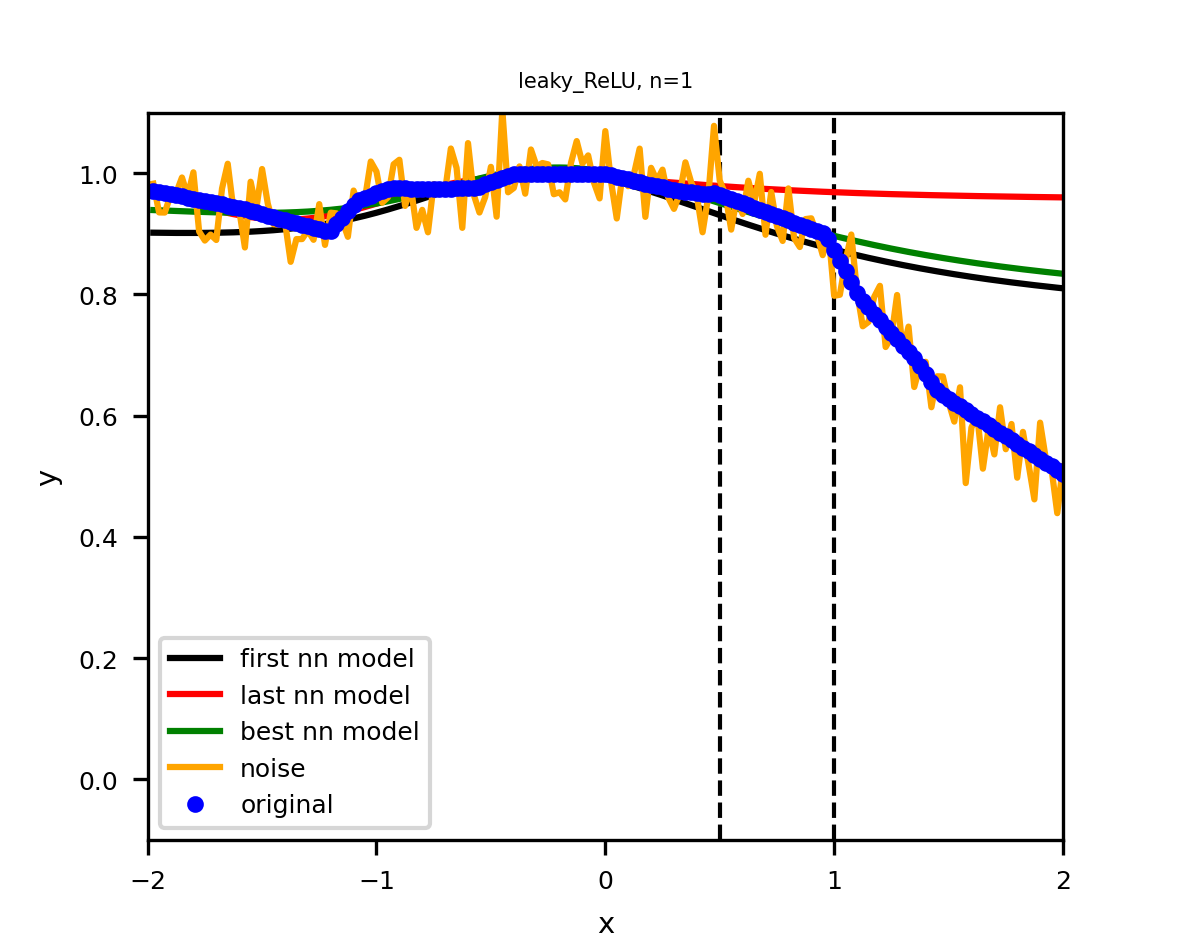 leaky_ReLU, n=1
1.0
0.8
0.6
0.4
0.2
0.0
y
first nn model
last nn model
best nn model
noise
original
−2
−1
0
1
2
x